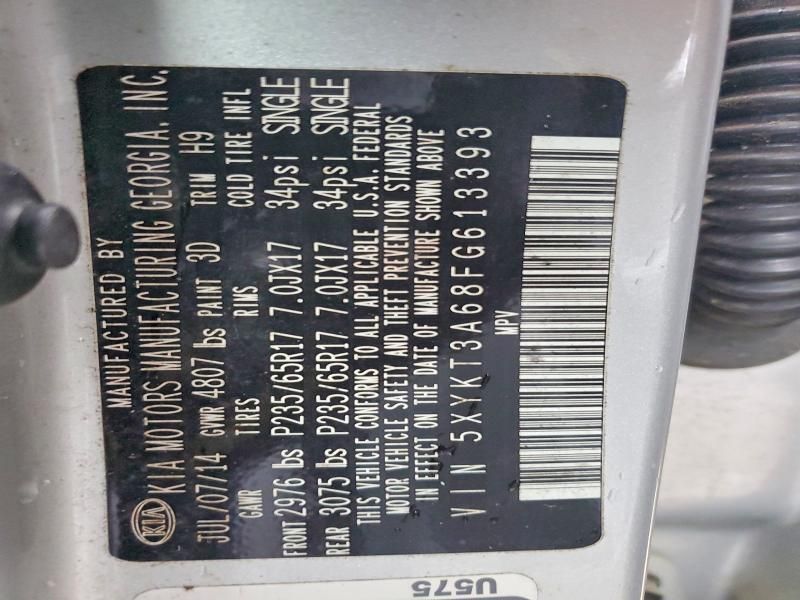 MANUFACTURED BY
KIA KIA MOTORS MANUFACTURING GEORGIA, INC.
JUL/07/14 GVWR 4807 lbs PAINT 3D TRIM H9
GAWR TIRES RIMS COLD TIRE INFL
FRONT 2976 lbs P235/65R17 7.0JX17 34psi SINGLE
REAR 3075 lbs P235/65R17 7.0JX17 34psi SINGLE
THIS VEHICLE CONFORMS TO ALL APPLICABLE U.S.A. FEDERAL
MOTOR VEHICLE SAFETY AND THEFT PREVENTION STANDARDS
IN EFFECT ON THE DATE OF MANUFACTURE SHOWN ABOVE
VIN 5XYKT3A68FG613393
MPV
U575